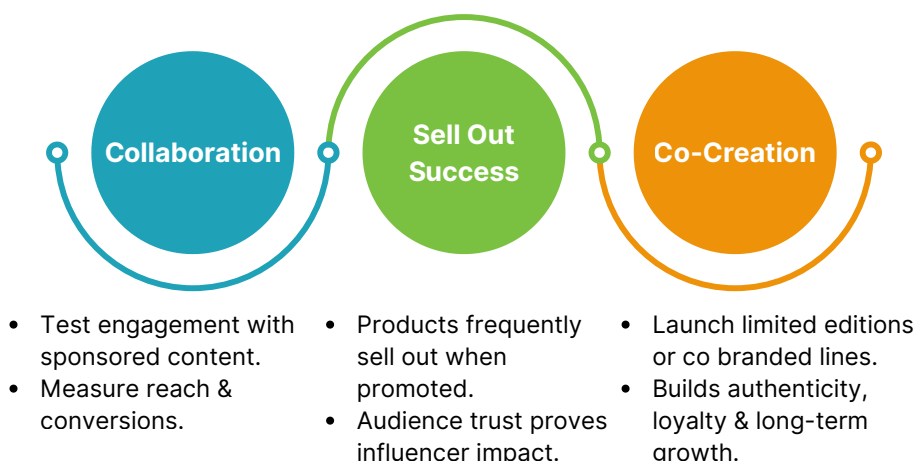 Collaboration
Sell Out
Success
Co-Creation
• Test engagement with
sponsored content.
• Measure reach &
conversions.
• Products frequently
sell out when
promoted.
• Audience trust proves
influencer impact.
• Launch limited editions
or co branded lines.
• Builds authenticity,
loyalty & long-term
growth.